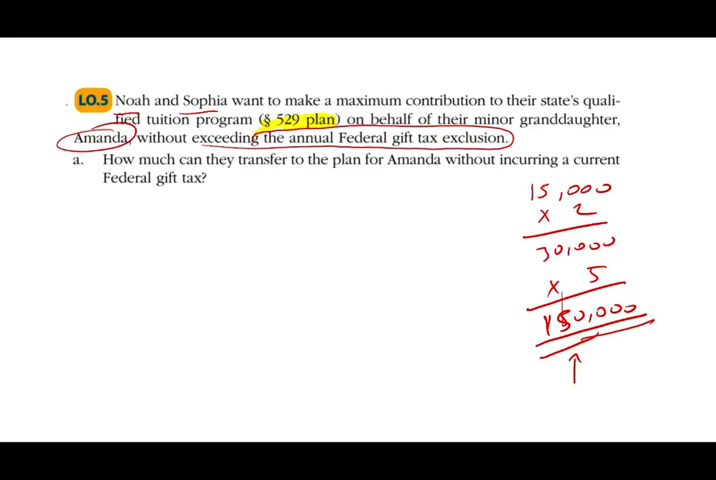 LO.5 Noah and Sophia want to make a maximum contribution to their state's quali-
fied tuition program (§ 529 plan) on behalf of their minor granddaughter,
Amanda, without exceeding the annual Federal gift tax exclusion.
a. How much can they transfer to the plan for Amanda without incurring a current
Federal gift tax?
15,000
x 2
30,000
x 5
150,000